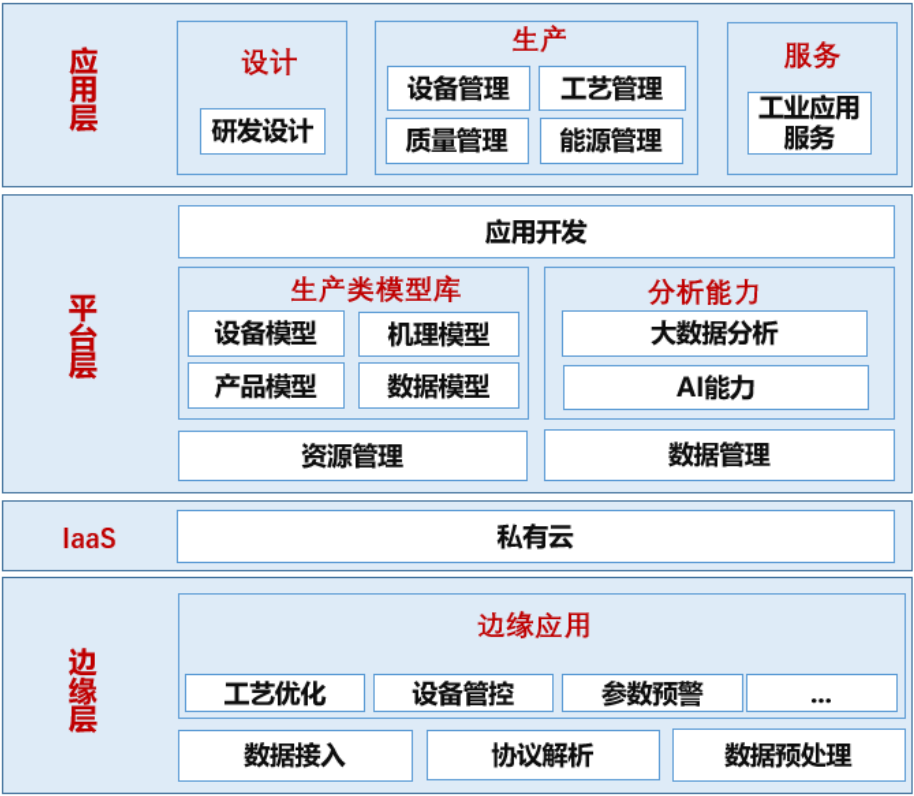 应用层
设计
研发设计
生产
设备管理
工艺管理
质量管理
能源管理
服务
工业应用
服务
平台层
应用开发
生产类模型库
设备模型
机理模型
产品模型
数据模型
分析能力
大数据分析
AI能力
资源管理
数据管理
IaaS
私有云
边缘层
边缘应用
工艺优化
设备管控
参数预警
...
数据接入
协议解析
数据预处理